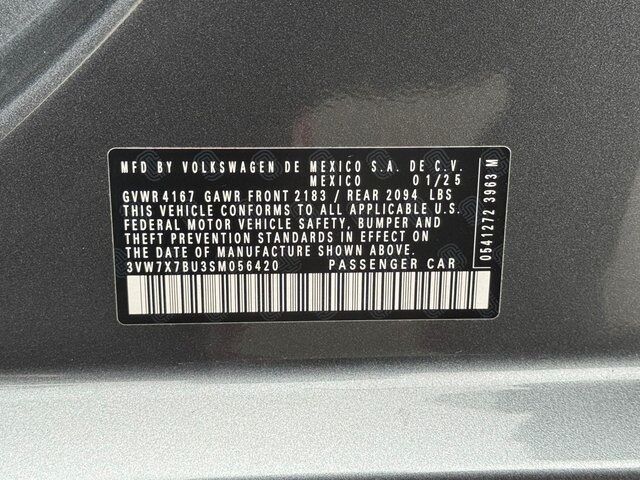 MFD BY VOLKSWAGEN DE MEXICO S.A. DE C.V.
MEXICO 01/25
GVWR 4167 GAWR FRONT 2183 / REAR 2094 LBS
THIS VEHICLE CONFORMS TO ALL APPLICABLE U.S.
FEDERAL MOTOR VEHICLE SAFETY, BUMPER AND
THEFT PREVENTION STANDARDS IN EFFECT ON
THE DATE OF MANUFACTURE SHOWN ABOVE.
3VW7X7BU3SM056420 PASSENGER CAR
0541272 3963 M